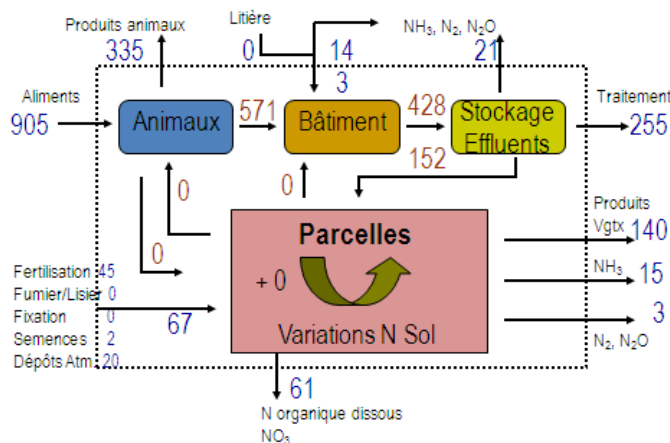 Produits animaux
335
Litière
0
14
3
NH₃, N₂, N₂O
21
Aliments
905
Animaux
571
Bâtiment
428
Stockage
Effluents
Traitement
255
152
0
0
0
Parcelles
+ 0
Variations N Sol
Produits
Vgtx 140
NH₃ 15
3
N₂, N₂O
Fertilisation 45
Fumier/Lisier 0
Fixation 0
Semences 2
Dépôts Atm. 20
67
61
N organique dissous
NO₃